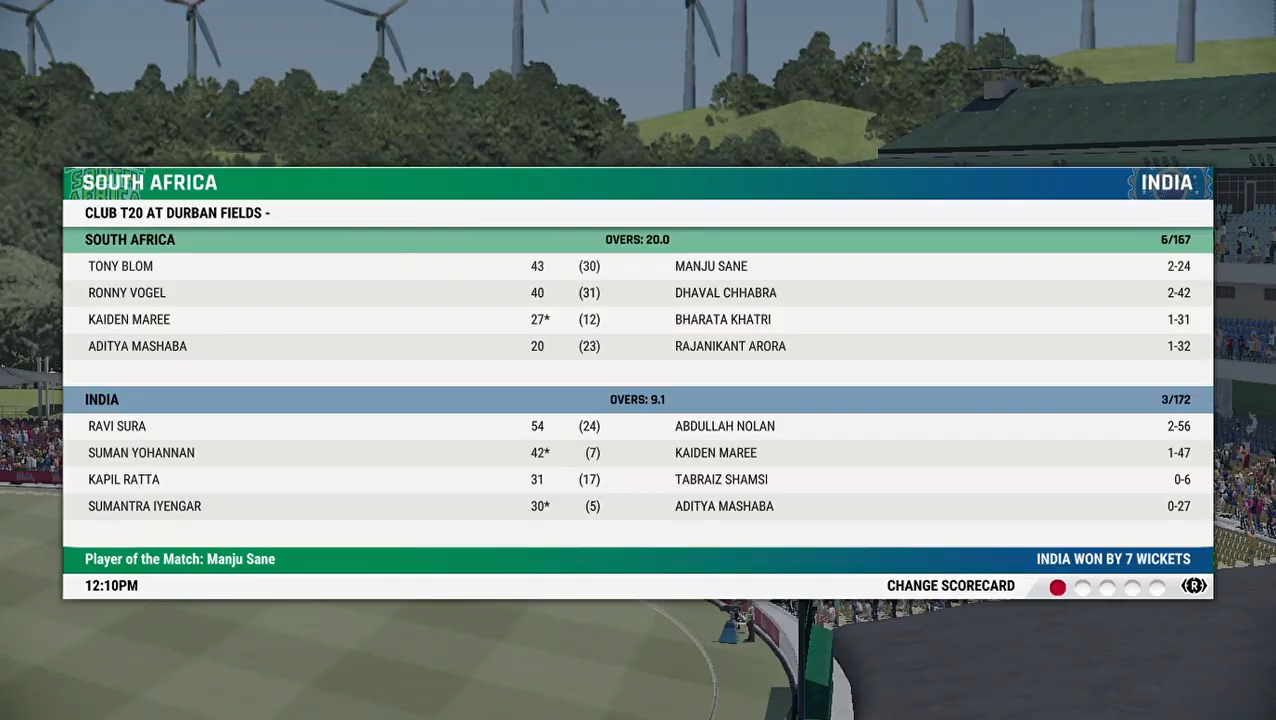 SOUTH AFRICA INDIA
CLUB T20 AT DURBAN FIELDS -
SOUTH AFRICA OVERS: 20.0 6/167
TONY BLOM 43 (30) MANJU SANE 2-24
RONNY VOGEL 40 (31) DHAVAL CHHABRA 2-42
KAIDEN MAREE 27* (12) BHARATA KHATRI 1-31
ADITYA MASHABA 20 (23) RAJANIKANT ARORA 1-32
INDIA OVERS: 9.1 3/172
RAVI SURA 54 (24) ABDULLAH NOLAN 2-56
SUMAN YOHANNAN 42* (7) KAIDEN MAREE 1-47
KAPIL RATTA 31 (17) TABRAIZ SHAMSI 0-6
SUMANTRA IYENGAR 30* (5) ADITYA MASHABA 0-27
Player of the Match: Manju Sane INDIA WON BY 7 WICKETS
12:10PM CHANGE SCORECARD R